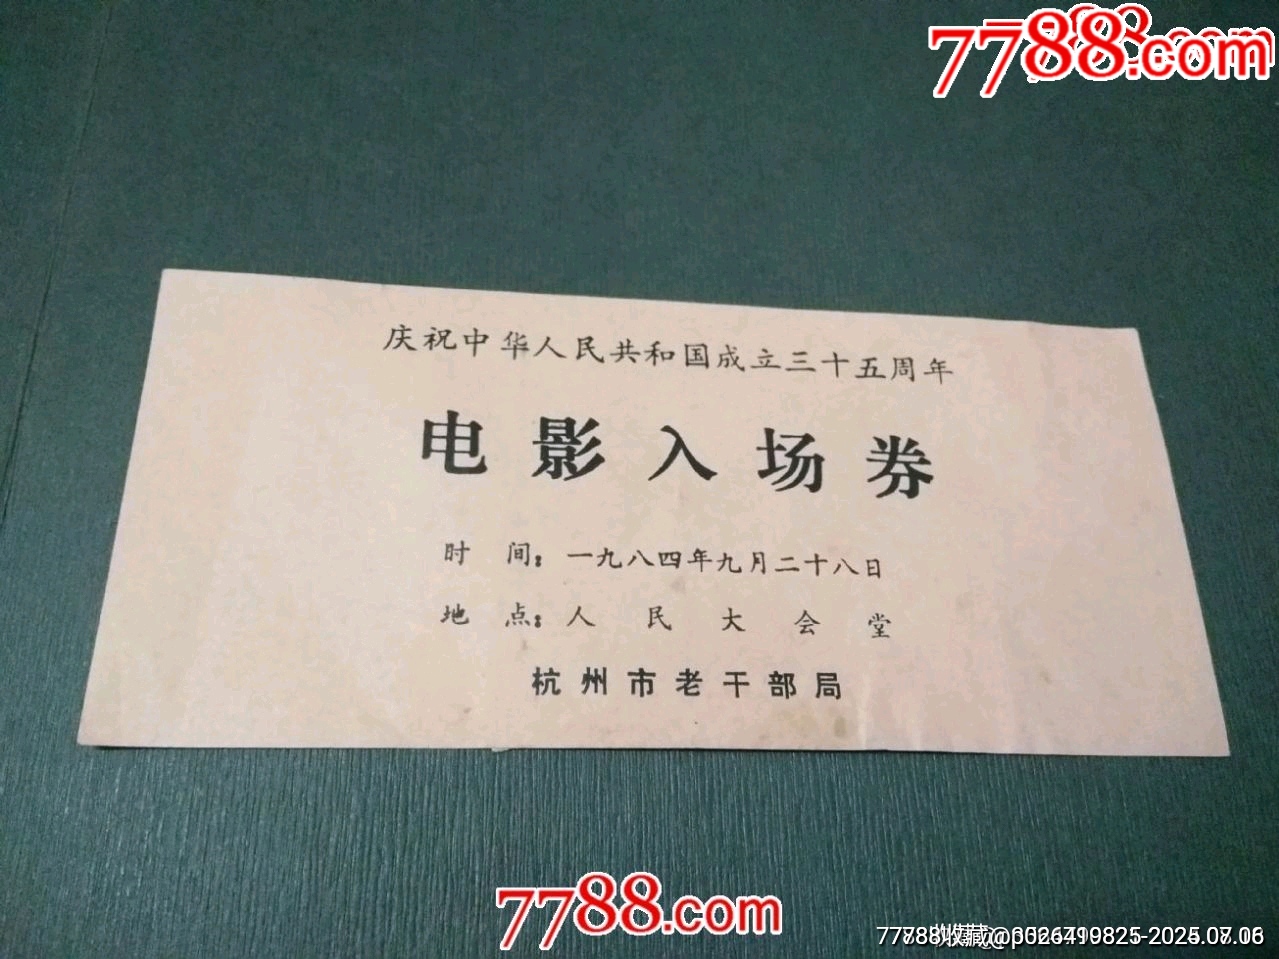 7788.com
庆祝中华人民共和国成立三十五周年
电影入场券
时间：一九八四年九月二十八日
地点：人民大会堂
杭州市老干部局
7788.com